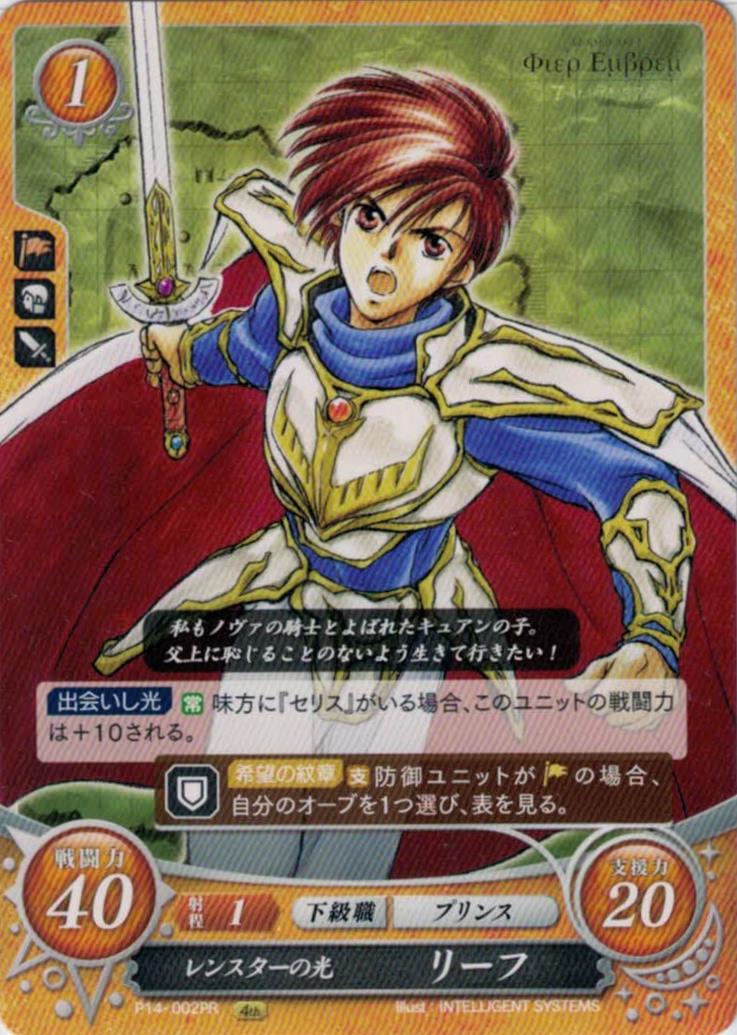 1
Φιερ Εμβρεμ
私もノヴァの騎士とよばれたキュアンの子。
父上に恥じることのないよう生きて行きたい！
出会いし光 常 味方に『セリス』がいる場合、このユニットの戦闘力
は＋10される。
希望の紋章 支 防御ユニットが の場合、
自分のオーブを1つ選び、表を見る。
戦闘力
40
射程 1
下級職
プリンス
支援力
20
レンスターの光 リーフ
P14-002PR 4th
Illust : INTELLIGENT SYSTEMS